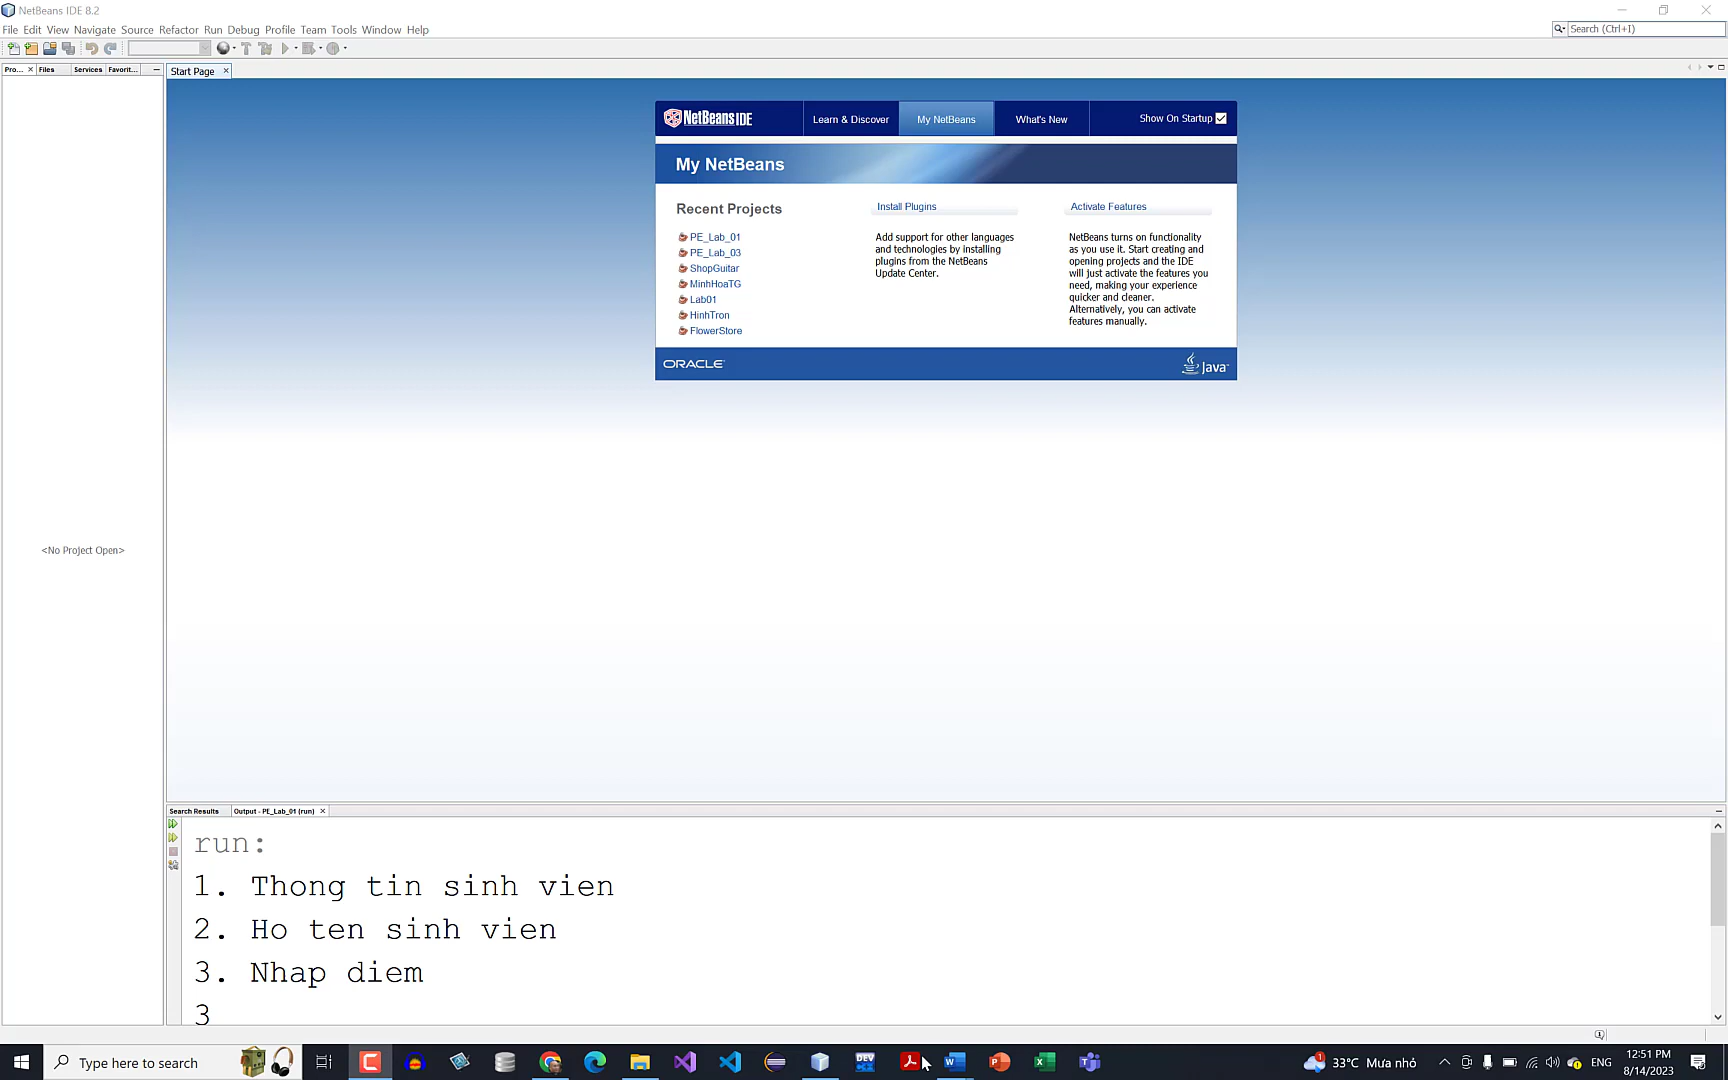 NetBeans IDE 8.2
File Edit View Navigate Source Refactor Run Debug Profile Team Tools Window Help
Search (Ctrl+I)
Pro... Files Services Favorit...
Start Page
NetBeans IDE
Learn & Discover
My NetBeans
What's New
Show On Startup
My NetBeans
Recent Projects
PE_Lab_01
PE_Lab_03
ShopGuitar
MinhHoaTG
Lab01
HinhTron
FlowerStore
Install Plugins
Add support for other languages
and technologies by installing
plugins from the NetBeans
Update Center.
Activate Features
NetBeans turns on functionality
as you use it. Start creating and
opening projects and the IDE
will just activate the features you
need, making your experience
quicker and cleaner.
Alternatively, you can activate
features manually.
ORACLE
Java
<No Project Open>
Search Results
Output - PE_Lab_01 (run)
run:
1. Thong tin sinh vien
2. Ho ten sinh vien
3. Nhap diem
3
Type here to search
DEV
1
33°C Mưa nhỏ
ENG
12:51 PM
8/14/2023